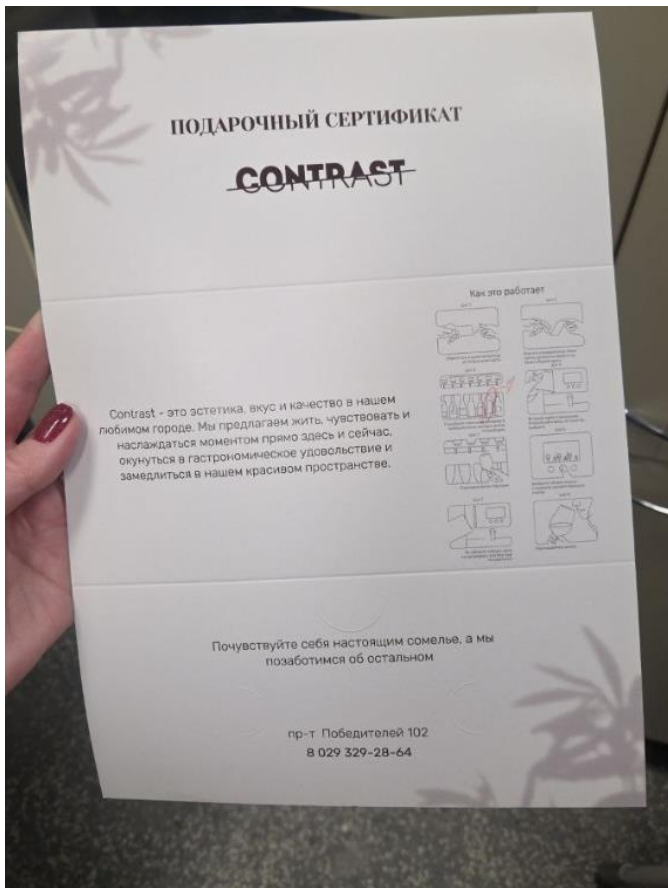 ПОДАРОЧНЫЙ СЕРТИФИКАТ
CONTRAST
Как это работает
Contrast - это эстетика, вкус и качество в нашем
любимом городе. Мы предлагаем жить, чувствовать и
наслаждаться моментом прямо здесь и сейчас,
окунуться в гастрономическое удовольствие и
замедлиться в нашем красивом пространстве.
Почувствуйте себя настоящим сомелье, а мы
позаботимся об остальном
пр-т Победителей 102
8 029 329-28-64